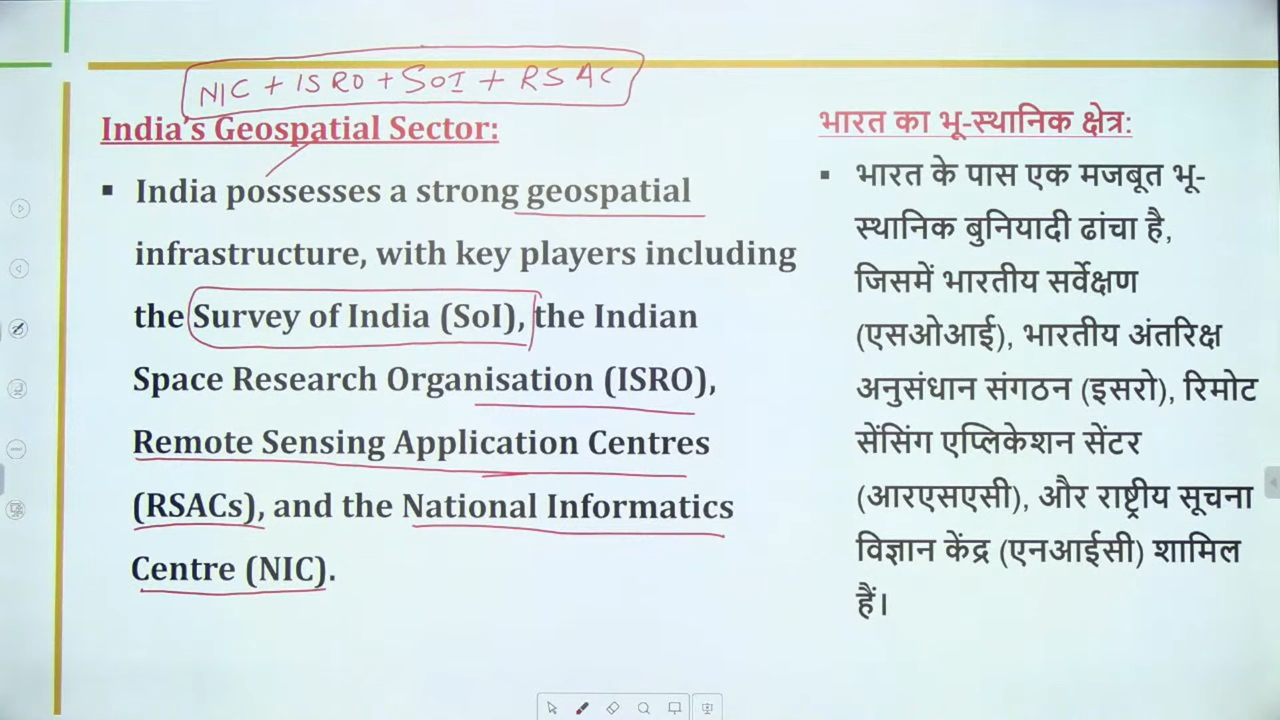 NIC + ISRO + SOI + RSAC
India's Geospatial Sector:
▪ India possesses a strong geospatial
infrastructure, with key players including
the Survey of India (SoI), the Indian
Space Research Organisation (ISRO),
Remote Sensing Application Centres
(RSACs), and the National Informatics
Centre (NIC).
भारत का भू-स्थानिक क्षेत्र:
▪ भारत के पास एक मजबूत भू-
स्थानिक बुनियादी ढांचा है,
जिसमें भारतीय सर्वेक्षण
(एसओआई), भारतीय अंतरिक्ष
अनुसंधान संगठन (इसरो), रिमोट
सेंसिंग एप्लिकेशन सेंटर
(आरएसएसी), और राष्ट्रीय सूचना
विज्ञान केंद्र (एनआईसी) शामिल
हैं।